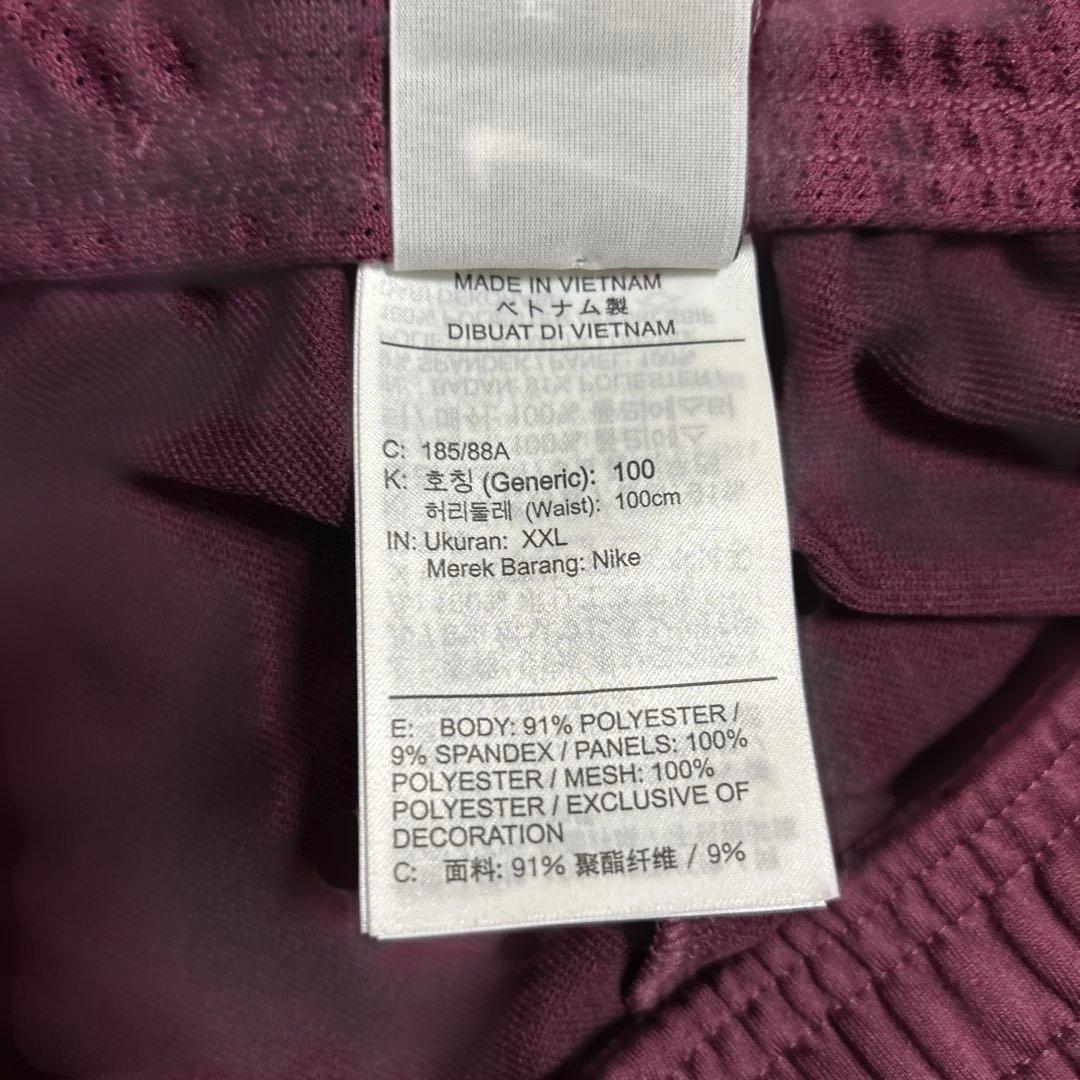 MADE IN VIETNAM
ベトナム製
DIBUAT DI VIETNAM
C: 185/88A
K: 호칭 (Generic): 100
허리둘레 (Waist): 100cm
IN: Ukuran: XXL
Merek Barang: Nike
E: BODY: 91% POLYESTER /
9% SPANDEX / PANELS: 100%
POLYESTER / MESH: 100%
POLYESTER / EXCLUSIVE OF
DECORATION
C: 面料: 91% 聚酯纤维 / 9%